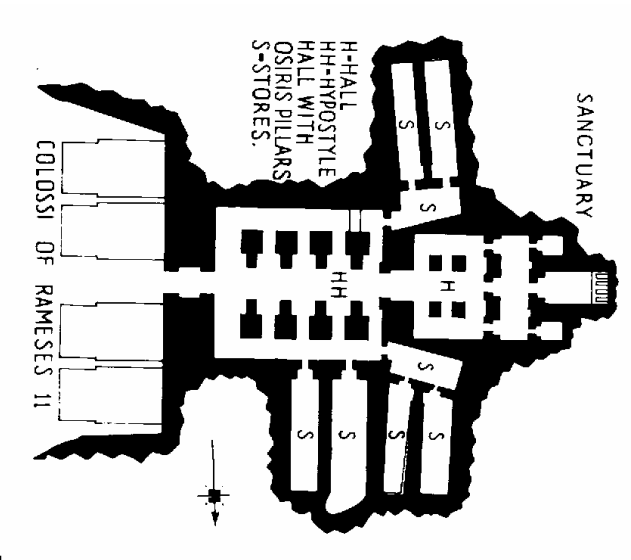 SANCTUARY
H-HALL
HH-HYPOSTYLE
HALL WITH
OSIRIS PILLARS
S-STORES.
S
S
S
H
HH
S
S
S
S
S
COLOSSI OF RAMESES 11